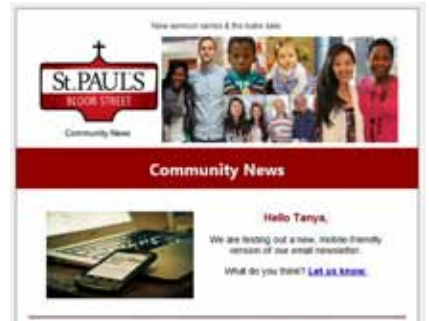 New sermon series & the bake sale
St. PAUL'S
BLOOR STREET
Community News
Community News
Hello Tanya,
We are testing out a new, mobile-friendly
version of our email newsletter.
What do you think? Let us know.